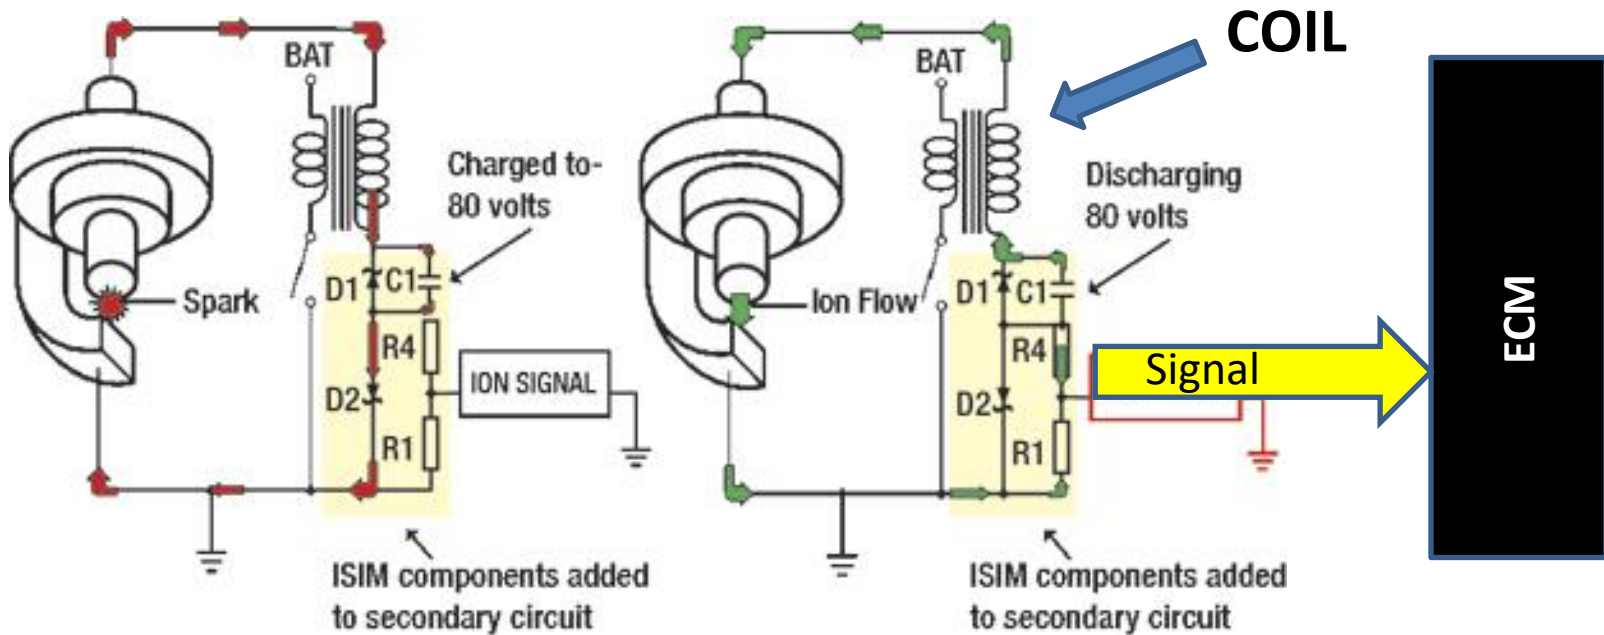 BAT
Charged to-
80 volts
Spark
D1
C1
R4
D2
R1
ION SIGNAL
ISIM components added
to secondary circuit
COIL
BAT
Discharging
80 volts
Ion Flow
D1
C1
R4
D2
R1
Signal
ECM
ISIM components added
to secondary circuit